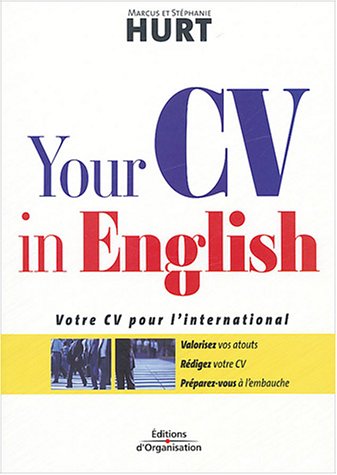 MARCUS ET STÉPHANIE
HURT
Your CV
in English
Votre CV pour l'international
Valorisez vos atouts
Rédigez votre CV
Préparez-vous à l'embauche
Éditions
d'Organisation